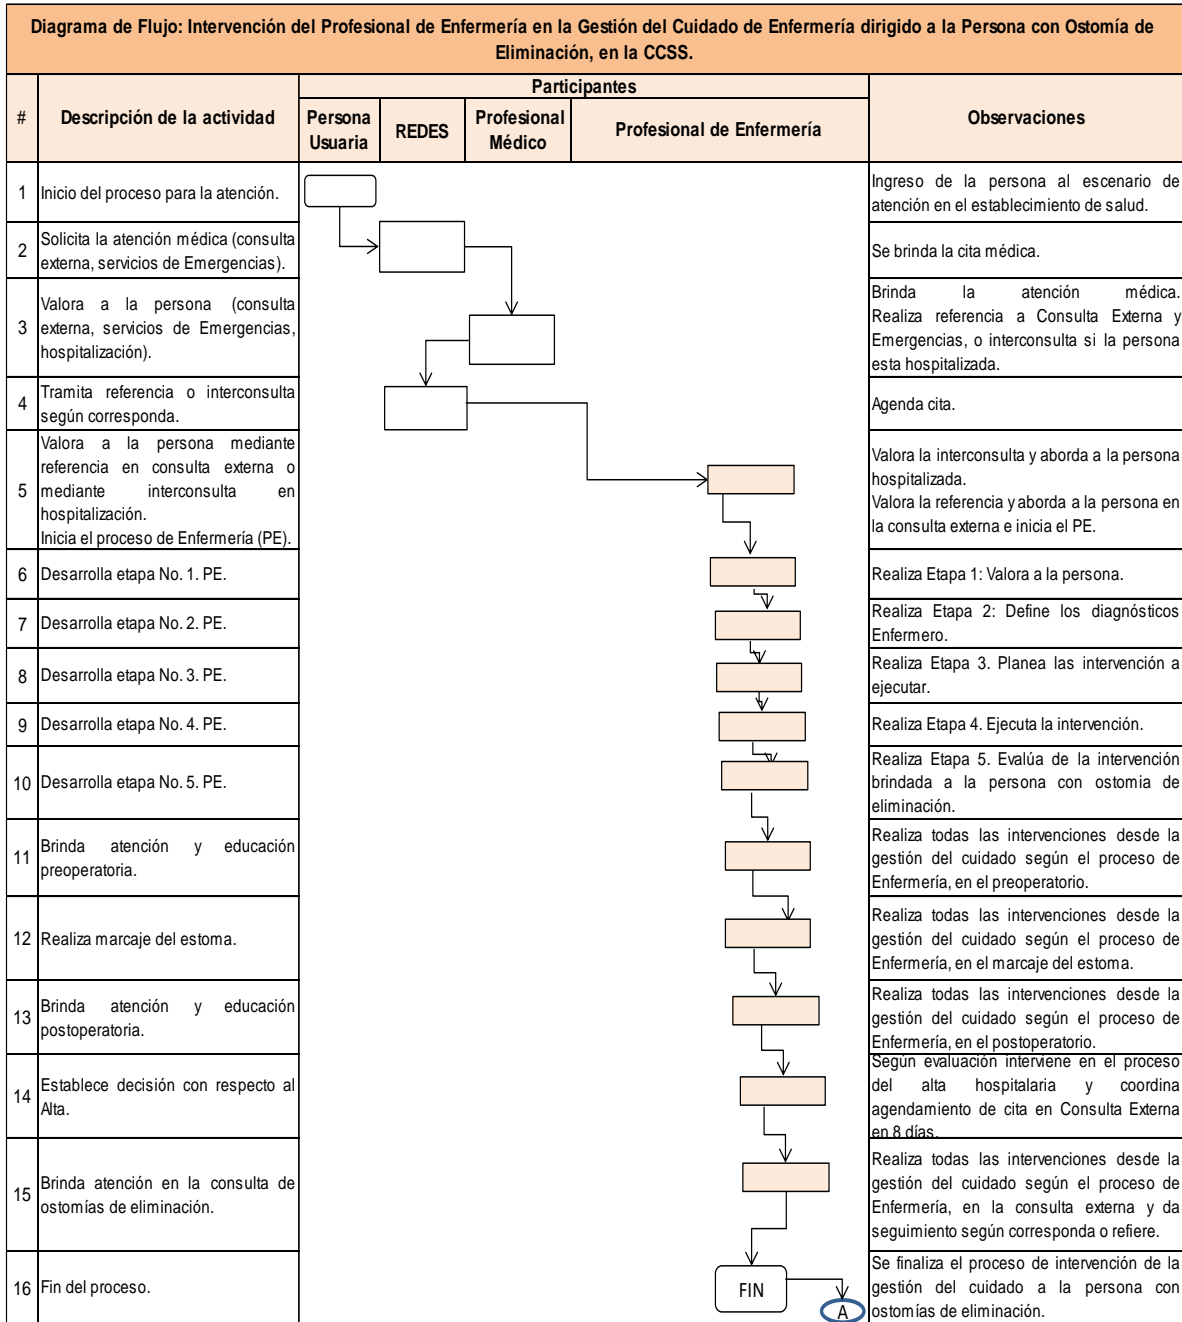 Diagrama de Flujo: Intervención del Profesional de Enfermería en la Gestión del Cuidado de Enfermería dirigido a la Persona con Ostomía de
Eliminación, en la CCSS.
#
Descripción de la actividad
Participantes
Persona
Usuaria
REDES
Profesional
Médico
Profesional de Enfermería
Observaciones
1
Inicio del proceso para la atención.
Ingreso de la persona al escenario de
atención en el establecimiento de salud.
2
Solicita la atención médica (consulta
externa, servicios de Emergencias).
Se brinda la cita médica.
3
Valora a la persona (consulta
externa, servicios de Emergencias,
hospitalización).
Brinda la atención médica.
Realiza referencia a Consulta Externa y
Emergencias, o interconsulta si la persona
esta hospitalizada.
4
Tramita referencia o interconsulta
según corresponda.
Agenda cita.
5
Valora a la persona mediante
referencia en consulta externa o
mediante interconsulta en
hospitalización.
Inicia el proceso de Enfermería (PE).
Valora la interconsulta y aborda a la persona
hospitalizada.
Valora la referencia y aborda a la persona en
la consulta externa e inicia el PE.
6
Desarrolla etapa No. 1. PE.
Realiza Etapa 1: Valora a la persona.
7
Desarrolla etapa No. 2. PE.
Realiza Etapa 2: Define los diagnósticos
Enfermero.
8
Desarrolla etapa No. 3. PE.
Realiza Etapa 3. Planea las intervención a
ejecutar.
9
Desarrolla etapa No. 4. PE.
Realiza Etapa 4. Ejecuta la intervención.
10
Desarrolla etapa No. 5. PE.
Realiza Etapa 5. Evalúa de la intervención
brindada a la persona con ostomia de
eliminación.
11
Brinda atención y educación
preoperatoria.
Realiza todas las intervenciones desde la
gestión del cuidado según el proceso de
Enfermería, en el preoperatorio.
12
Realiza marcaje del estoma.
Realiza todas las intervenciones desde la
gestión del cuidado según el proceso de
Enfermería, en el marcaje del estoma.
13
Brinda atención y educación
postoperatoria.
Realiza todas las intervenciones desde la
gestión del cuidado según el proceso de
Enfermería, en el postoperatorio.
14
Establece decisión con respecto al
Alta.
Según evaluación interviene en el proceso
del alta hospitalaria y coordina
agendamiento de cita en Consulta Externa
en 8 días.
15
Brinda atención en la consulta de
ostomías de eliminación.
Realiza todas las intervenciones desde la
gestión del cuidado según el proceso de
Enfermería, en la consulta externa y da
seguimiento según corresponda o refiere.
16
Fin del proceso.
FIN
A
Se finaliza el proceso de intervención de la
gestión del cuidado a la persona con
ostomías de eliminación.